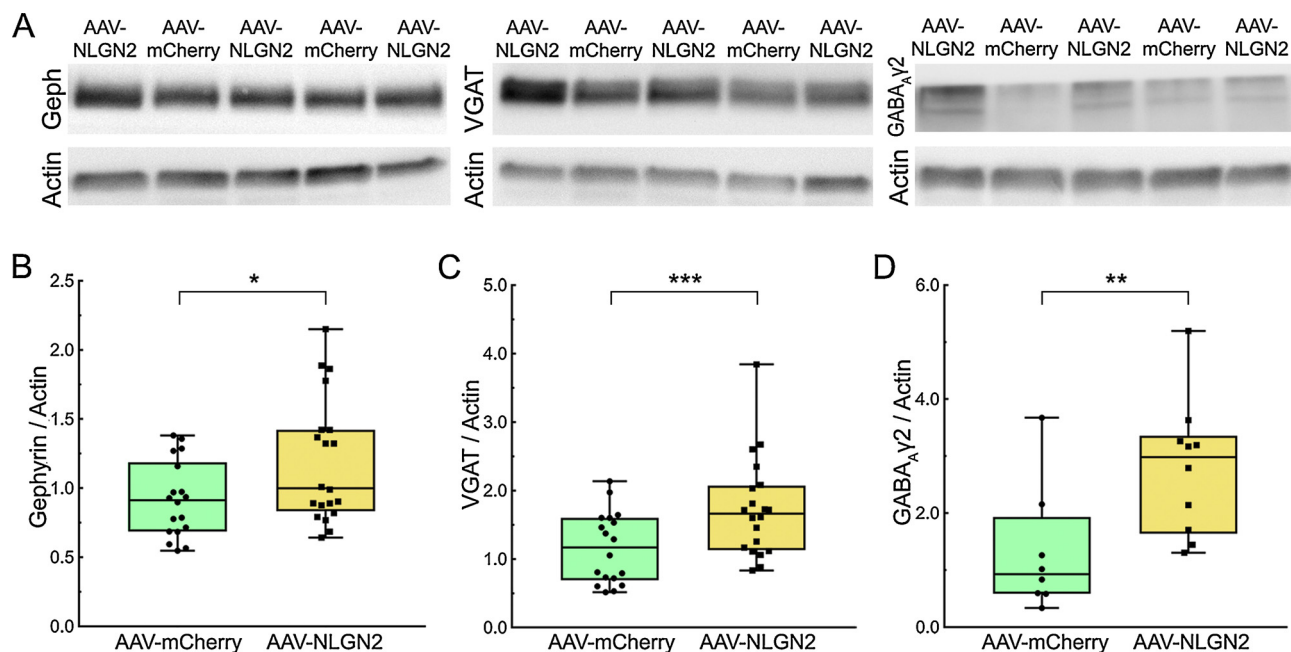 A
AAV-NLGN2 AAV-mCherry AAV-NLGN2 AAV-mCherry AAV-NLGN2
Geph
Actin
AAV-NLGN2 AAV-mCherry AAV-NLGN2 AAV-mCherry AAV-NLGN2
VGAT
Actin
AAV-NLGN2 AAV-mCherry AAV-NLGN2 AAV-mCherry AAV-NLGN2
GABAAγ2
Actin
B
Gephyrin / Actin
2.5
2.0
1.5
1.0
0.5
0.0
*
AAV-mCherry AAV-NLGN2
C
VGAT / Actin
5.0
4.0
3.0
2.0
1.0
0.0
***
AAV-mCherry AAV-NLGN2
D
GABAAγ2 / Actin
6.0
4.0
2.0
0.0
**
AAV-mCherry AAV-NLGN2